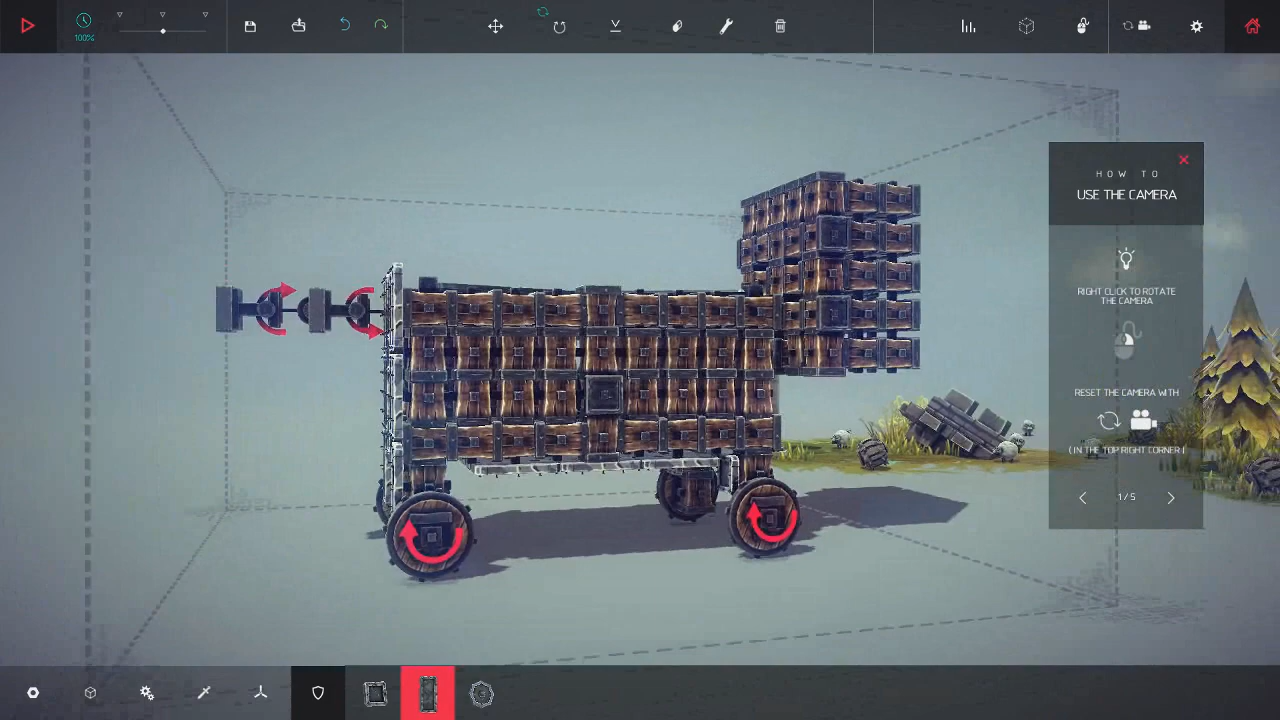 100%
HOW TO
USE THE CAMERA
RIGHT CLICK TO ROTATE
THE CAMERA
RESET THE CAMERA WITH
( IN THE TOP RIGHT CORNER )
1/5